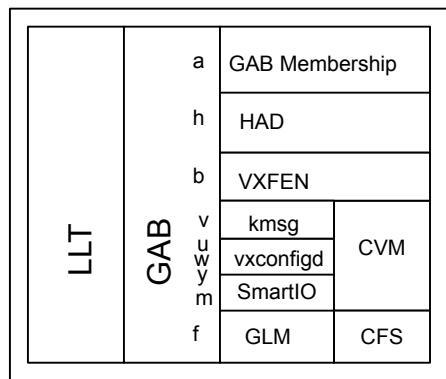 LLT
GAB
a
GAB Membership
h
HAD
b
VXFEN
v
kmsg
u
w
vxconfigd
y
CVM
m
SmartIO
f
GLM
CFS